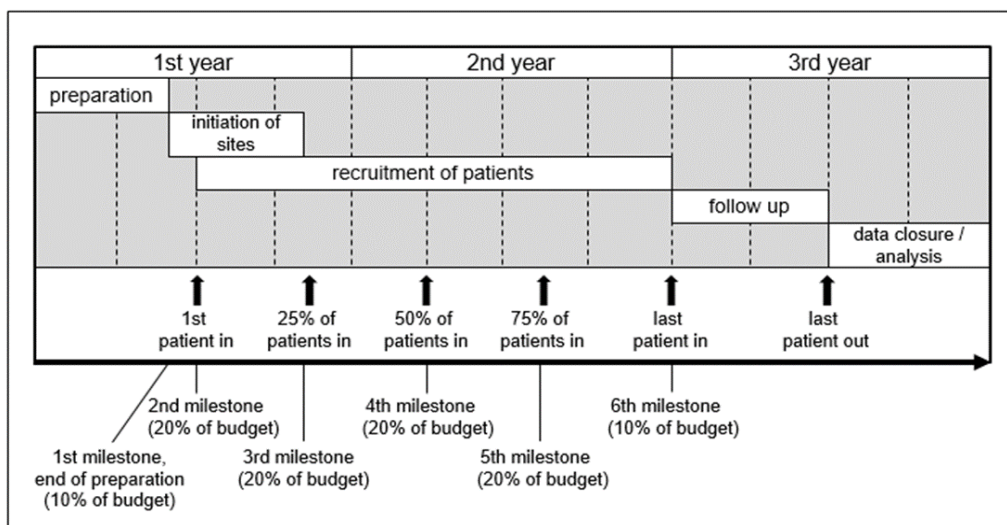 1st year
2nd year
3rd year
preparation
initiation of
sites
recruitment of patients
follow up
data closure /
analysis
1st
patient in
25% of
patients in
50% of
patients in
75% of
patients in
last
patient in
last
patient out
2nd milestone
(20% of budget)
4th milestone
(20% of budget)
6th milestone
(10% of budget)
1st milestone,
end of preparation
(10% of budget)
3rd milestone
(20% of budget)
5th milestone
(20% of budget)